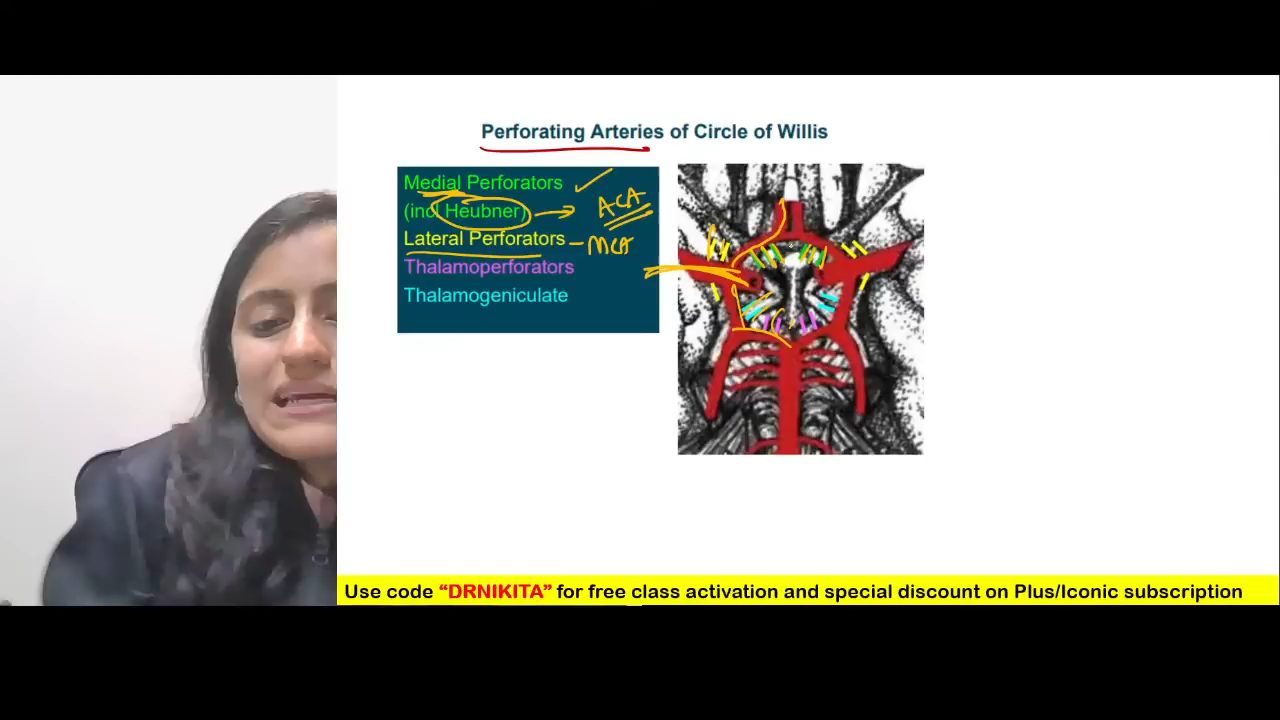 Perforating Arteries of Circle of Willis
Medial Perforators
(incl Heubner) ACA
Lateral Perforators - MCA
Thalamoperforators
Thalamogeniculate
Use code “DRNIKITA” for free class activation and special discount on Plus/Iconic subscription